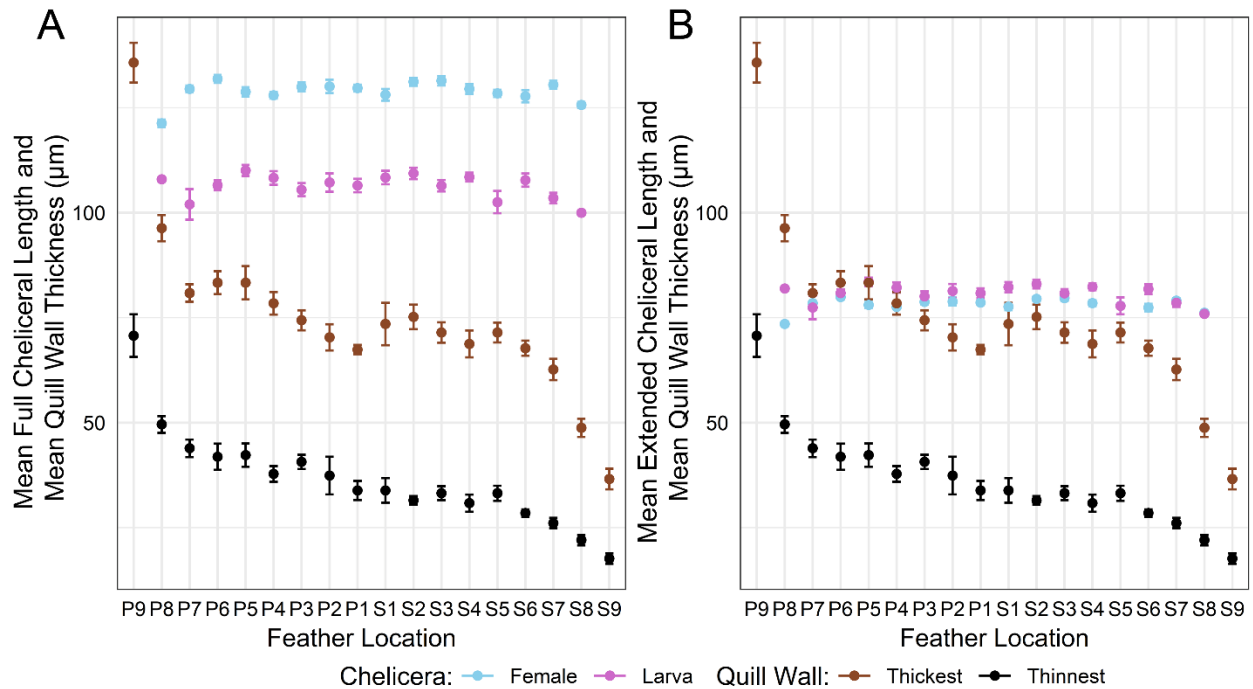 A
Mean Full Cheliceral Length and
Mean Quill Wall Thickness (μm)
100
50
P9 P8 P7 P6 P5 P4 P3 P2 P1 S1 S2 S3 S4 S5 S6 S7 S8 S9
Feather Location
B
Mean Extended Cheliceral Length and
Mean Quill Wall Thickness (μm)
100
50
P9 P8 P7 P6 P5 P4 P3 P2 P1 S1 S2 S3 S4 S5 S6 S7 S8 S9
Feather Location
Chelicera: Female Larva Quill Wall: Thickest Thinnest